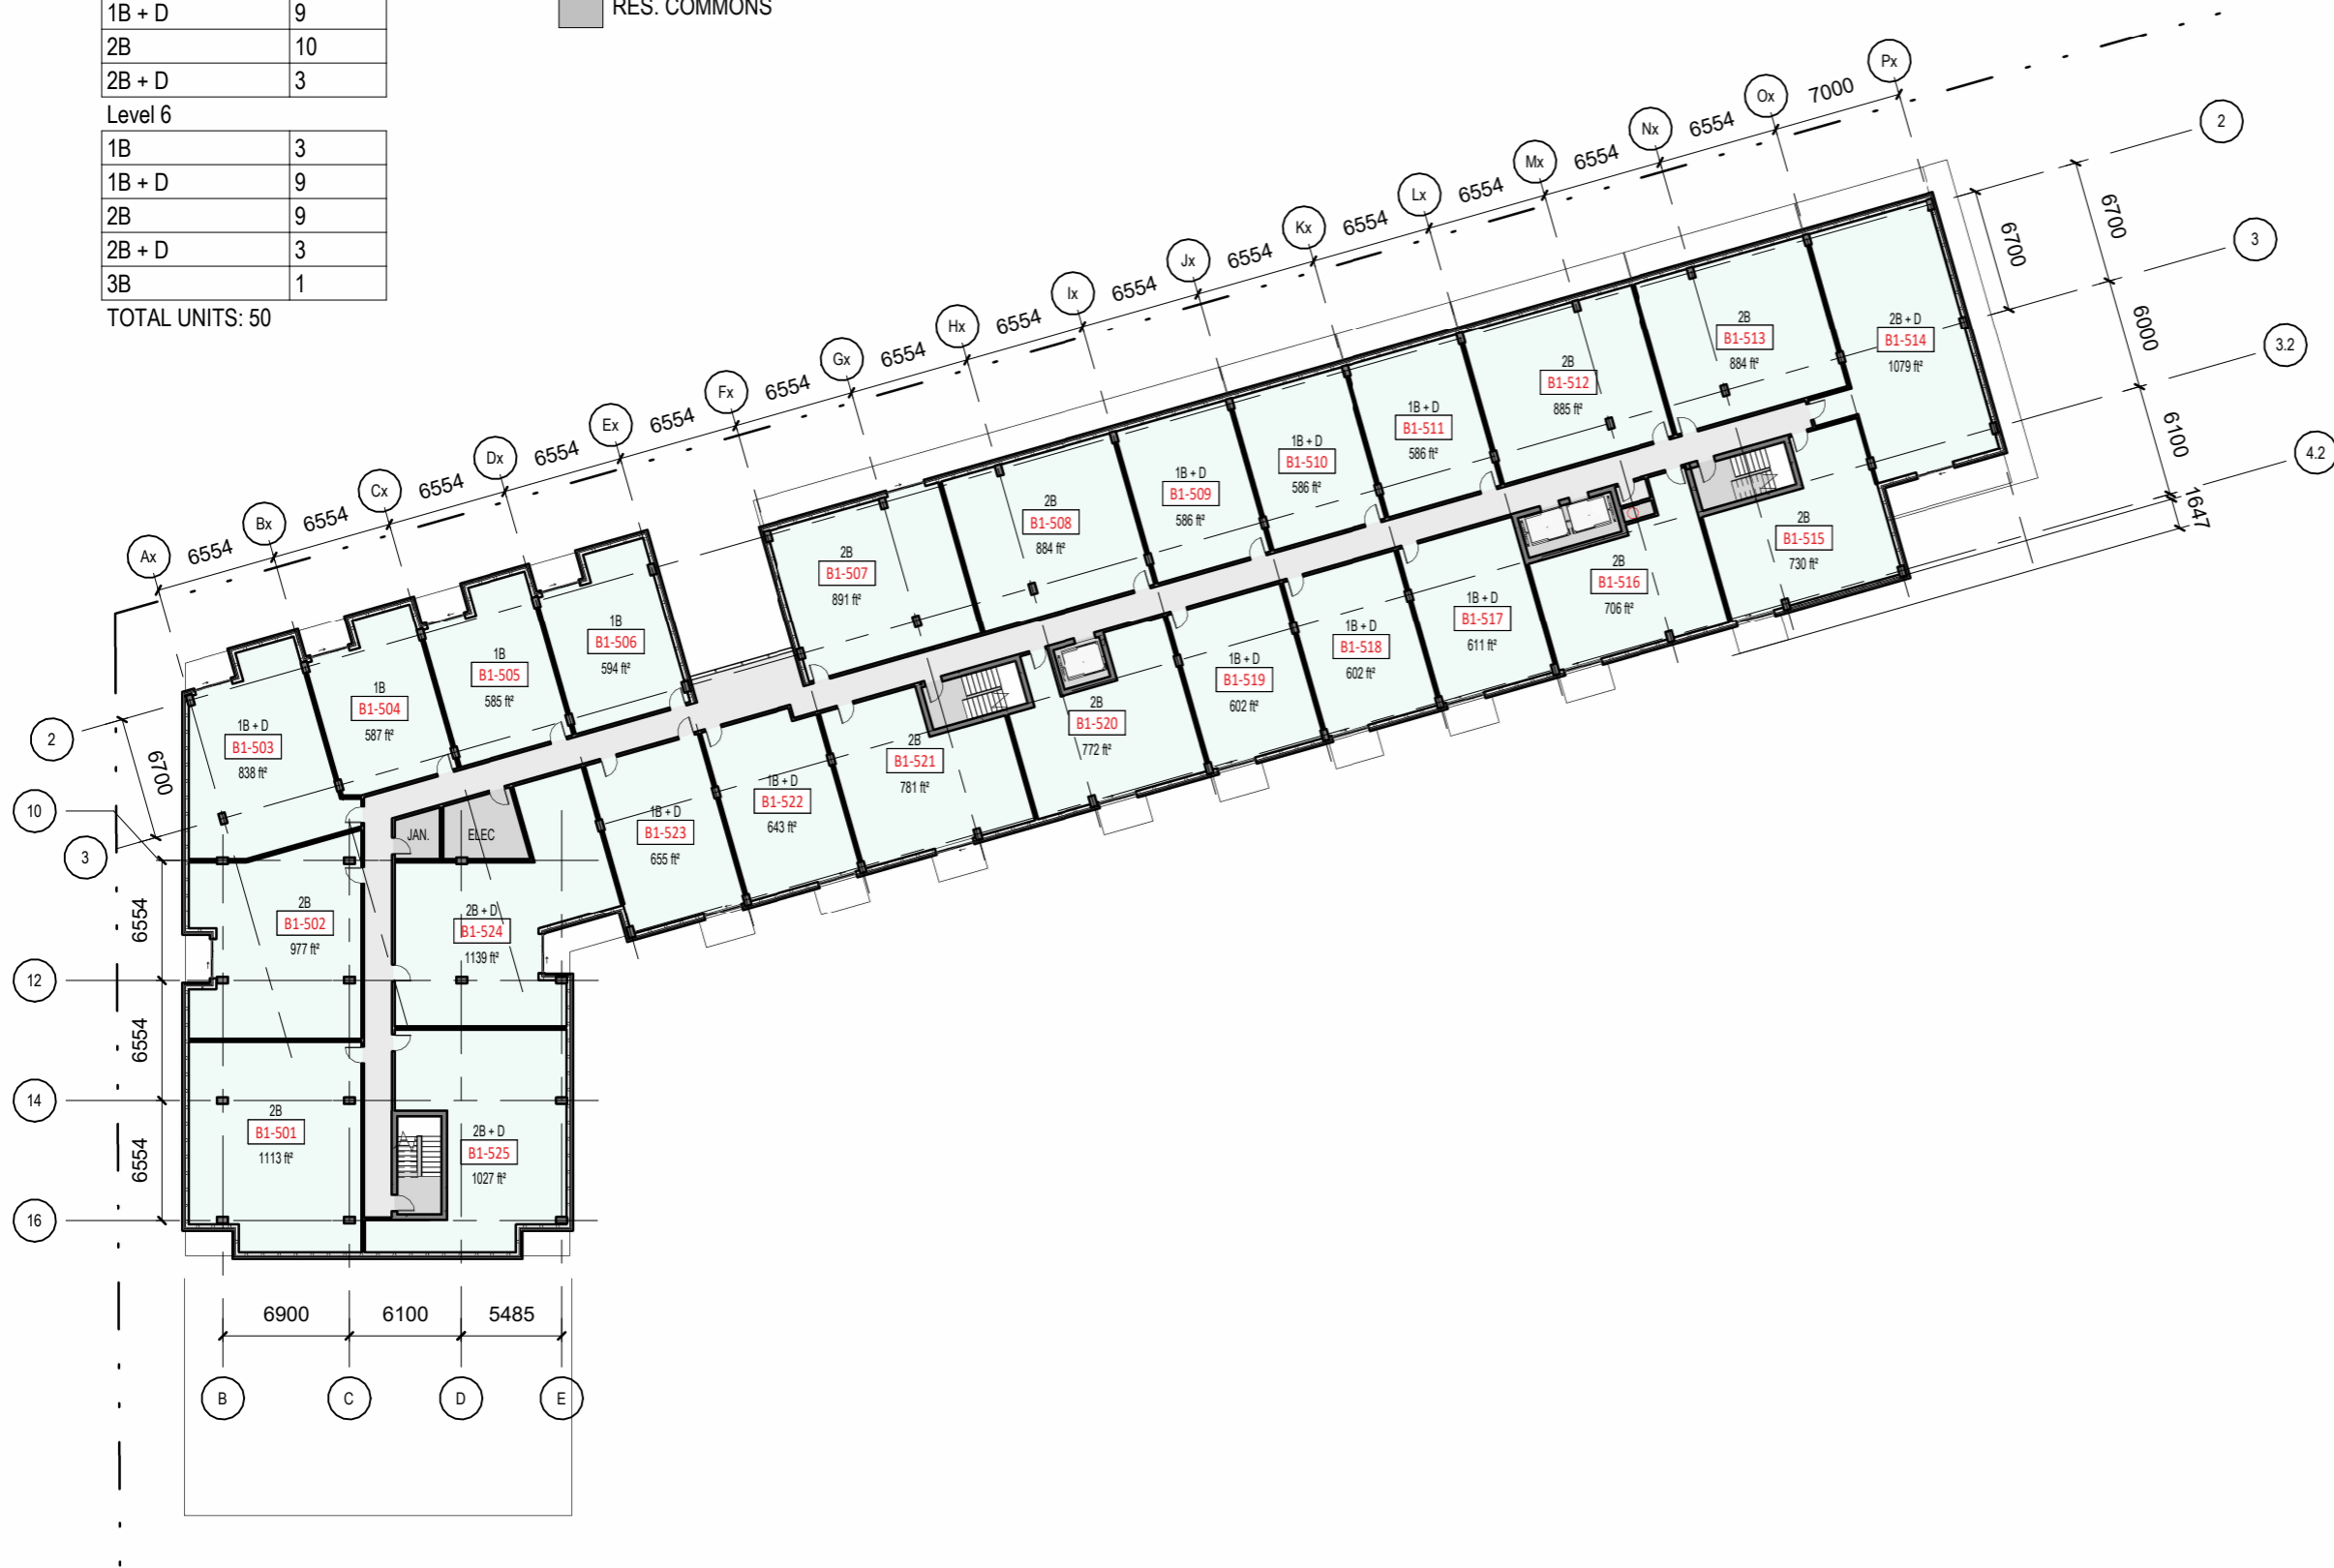 1B + D 9
RES. COMMONS
2B 10
2B + D 3
Level 6
1B 3
1B + D 9
2B 9
2B + D 3
3B 1
TOTAL UNITS: 50
Ax
Bx
Cx
Dx
Ex
Fx
Gx
Hx
Ix
Jx
Kx
Lx
Mx
Nx
Ox
Px
6554
6554
6554
6554
6554
6554
6554
6554
6554
6554
6554
6554
6554
6554
7000
2
3
3.2
4.2
6700
6700
6000
6100
1647
2B + D
B1-514
1079 ft²
2B
B1-513
884 ft²
2B
B1-512
885 ft²
1B + D
B1-511
586 ft²
1B + D
B1-510
586 ft²
1B + D
B1-509
586 ft²
2B
B1-508
884 ft²
2B
B1-507
891 ft²
1B
B1-506
594 ft²
1B
B1-505
585 ft²
1B
B1-504
587 ft²
1B + D
B1-503
838 ft²
2B
B1-515
730 ft²
2B
B1-516
706 ft²
1B + D
B1-517
611 ft²
1B + D
B1-518
602 ft²
1B + D
B1-519
602 ft²
2B
B1-520
772 ft²
2B
B1-521
781 ft²
1B + D
B1-522
643 ft²
1B + D
B1-523
655 ft²
JAN.
ELEC
2B
B1-502
977 ft²
2B + D
B1-524
1139 ft²
2B
B1-501
1113 ft²
2B + D
B1-525
1027 ft²
2
6700
10
3
6554
12
6554
14
6554
16
6900
6100
5485
B
C
D
E